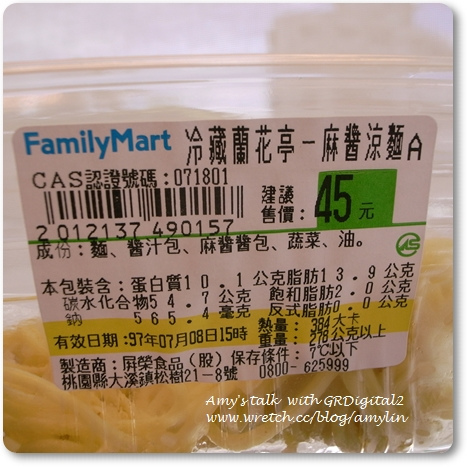 FamilyMart 冷藏蘭花亭-麻醬涼麵A
CAS認證號碼:071801
建議售價: 45元
2 012137 490157
成份:麵、醬汁包、麻醬醬包、蔬菜、油。
本包裝含:蛋白質10.1公克脂肪13.9公克
碳水化合物54.7公克 飽和脂肪2.0公克
鈉 565.4毫克 反式脂肪0.0公克
熱量: 384大卡
有效日期:97年07月08日15時 重量:278公克以上
製造商:屏榮食品(股)保存條件:7℃以下
桃園縣大溪鎮松樹21-8號 0800-625999
Amy's talk with GRDigital2
www.wretch.cc/blog/amylin